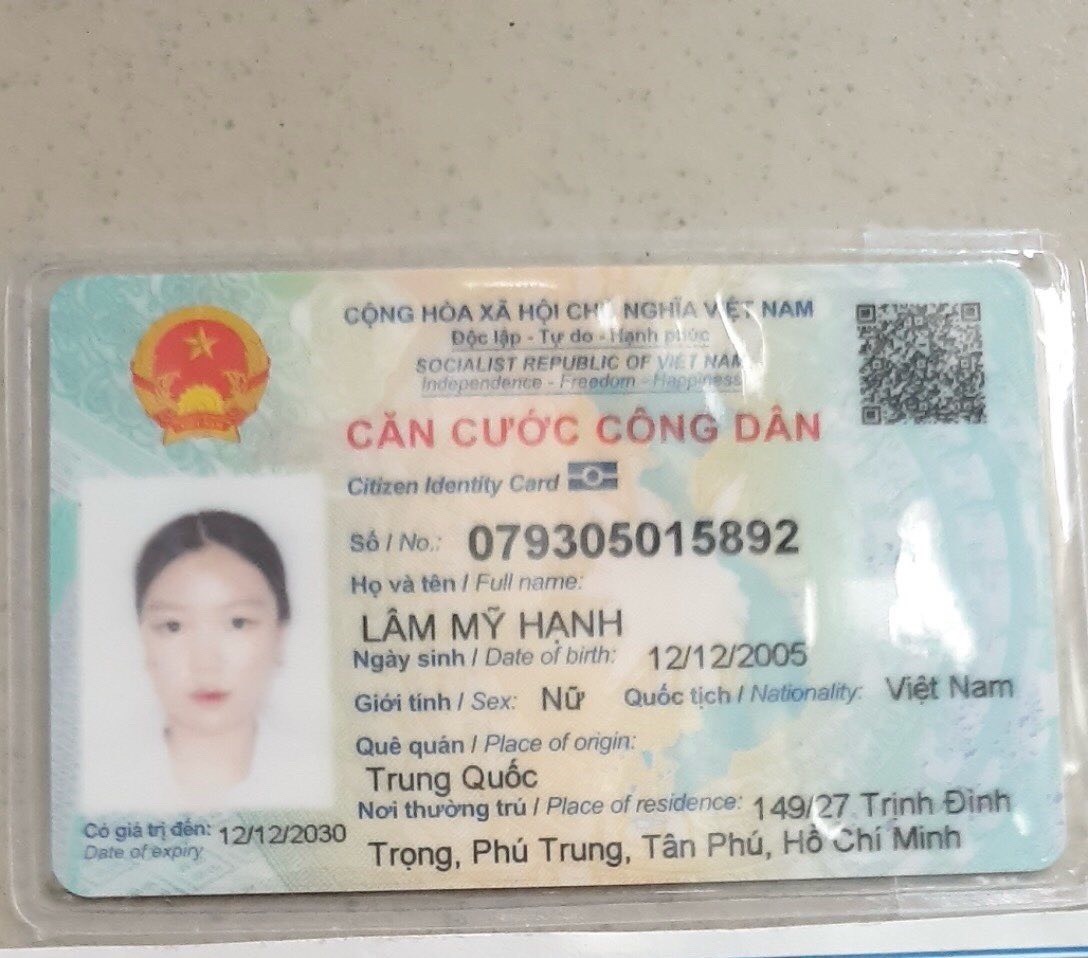 CỘNG HÒA XÃ HỘI CHỦ NGHĨA VIỆT NAM
Độc lập - Tự do - Hạnh phúc
SOCIALIST REPUBLIC OF VIET NAM
Independence - Freedom - Happiness
CĂN CƯỚC CÔNG DÂN
Citizen Identity Card
Số / No.: 079305015892
Họ và tên / Full name:
LÂM MỸ HẠNH
Ngày sinh / Date of birth: 12/12/2005
Giới tính / Sex: Nữ Quốc tịch / Nationality: Việt Nam
Quê quán / Place of origin:
Trung Quốc
Nơi thường trú / Place of residence: 149/27 Trịnh Đình
Trọng, Phú Trung, Tân Phú, Hồ Chí Minh
Có giá trị đến: 12/12/2030
Date of expiry